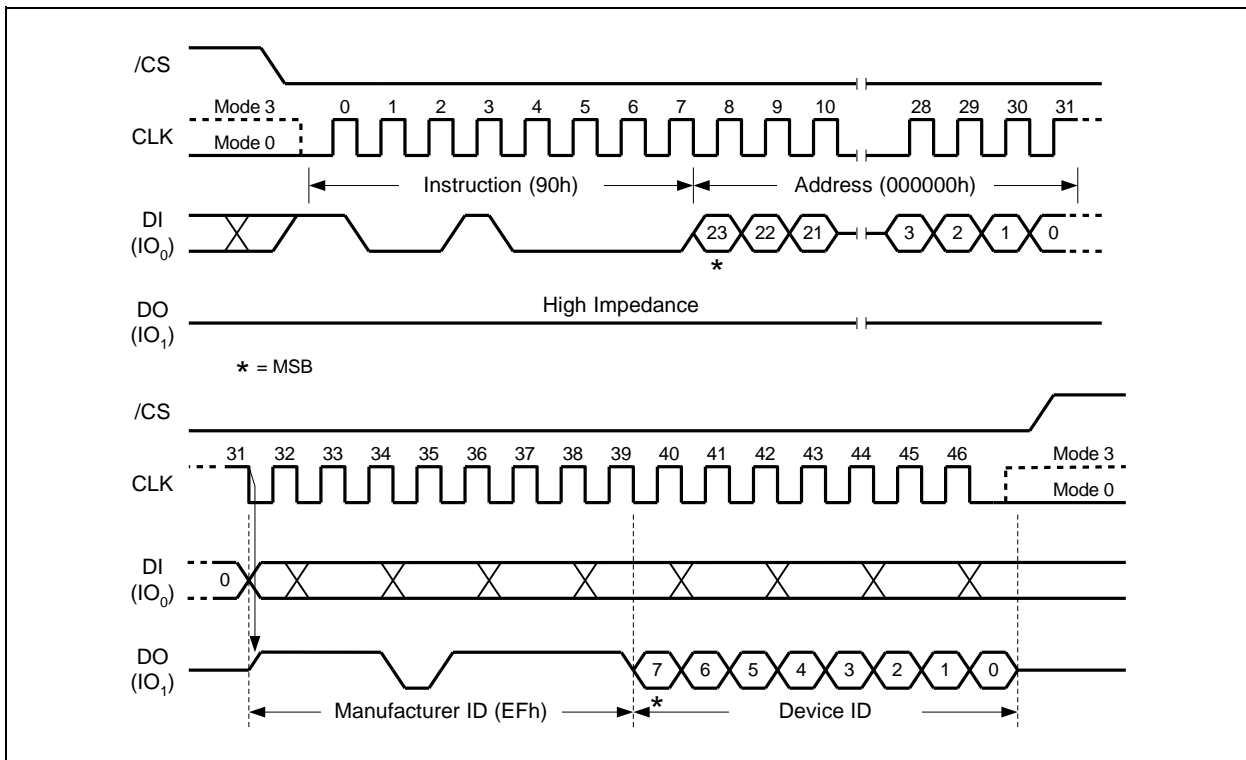 /CS
Mode 3 0 1 2 3 4 5 6 7 8 9 10 28 29 30 31
CLK
Mode 0
Instruction (90h) Address (000000h)
DI
(IO0)
23 22 21 3 2 1 0
*
High Impedance
DO
(IO1)
* = MSB
/CS
31 32 33 34 35 36 37 38 39 40 41 42 43 44 45 46 Mode 3
CLK
Mode 0
DI
(IO0)
0
DO
(IO1)
7 6 5 4 3 2 1 0
*
Manufacturer ID (EFh) Device ID